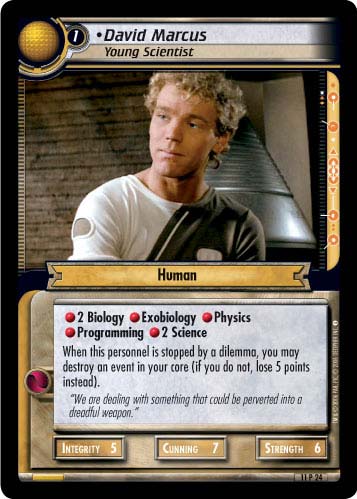 1
•David Marcus
Young Scientist
Human
2 Biology Exobiology Physics
Programming 2 Science
When this personnel is stopped by a dilemma, you may
destroy an event in your core (if you do not, lose 5 points
instead).
"We are dealing with something that could be perverted into a
dreadful weapon."
Integrity 5 Cunning 7 Strength 6
11 P 24